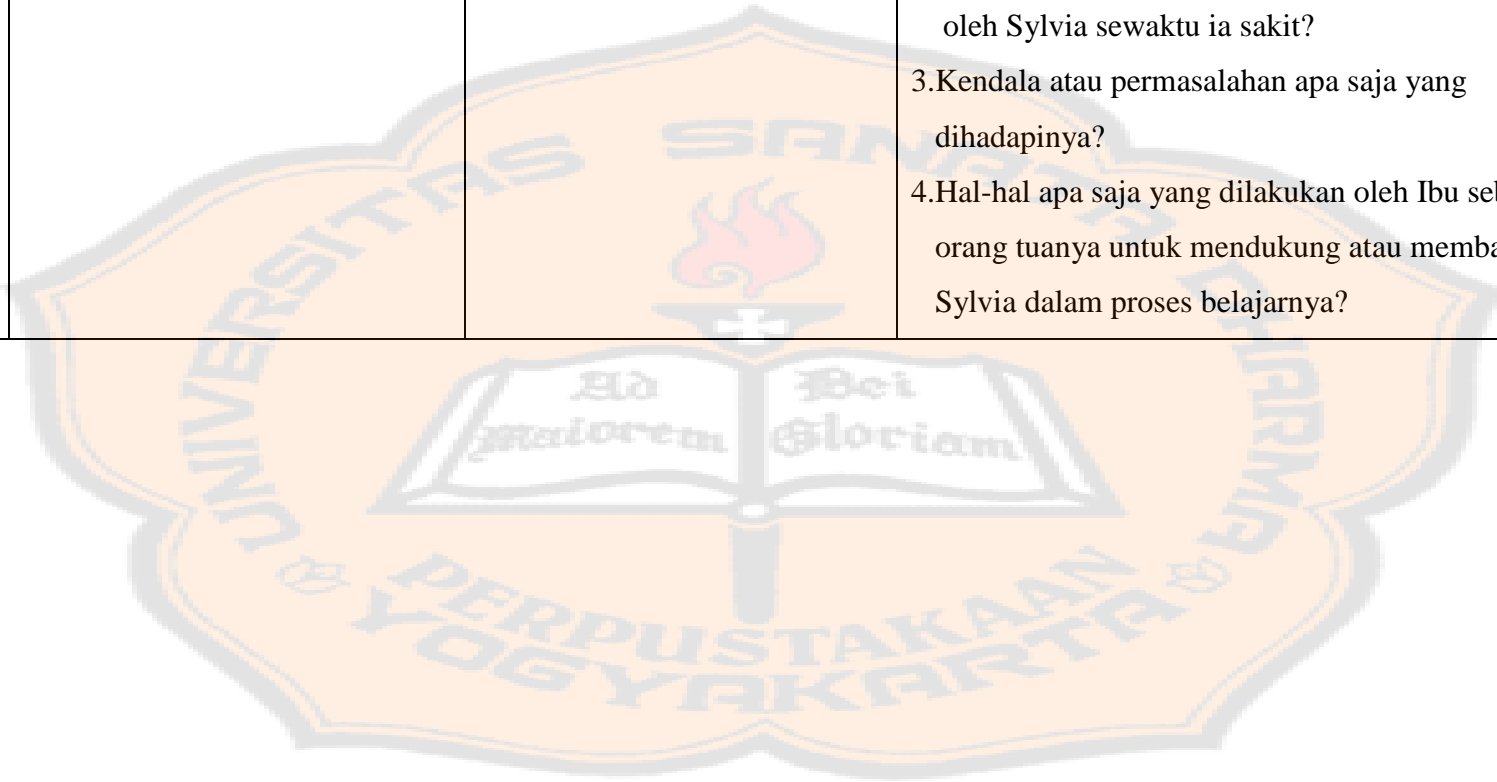 oleh Sylvia sewaktu ia sakit?
3.Kendala atau permasalahan apa saja yang
dihadapinya?
4.Hal-hal apa saja yang dilakukan oleh Ibu
orang tuanya untuk mendukung atau
Sylvia dalam proses belajarnya?
UNIVERSITAS SANATA DHARMA
Ad Dei
maiorem Gloriam
PERPUSTAKAAN
YOGYAKARTA